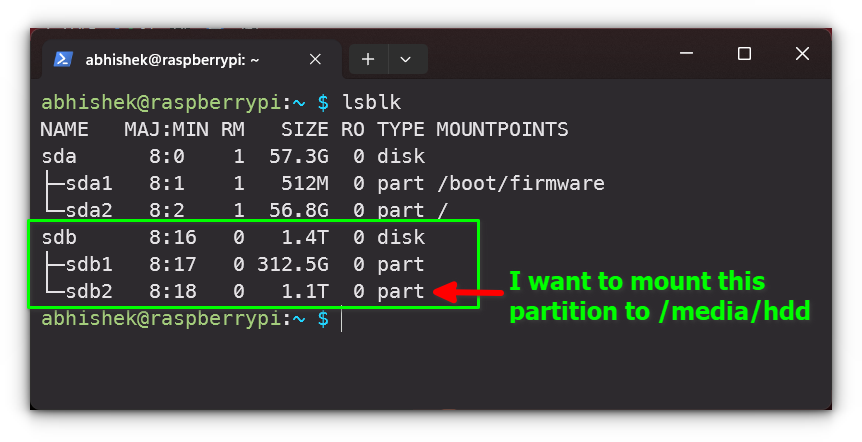 abhishek@raspberrypi: ~
abhishek@raspberrypi:~ $ lsblk
NAME   MAJ:MIN RM   SIZE RO TYPE MOUNTPOINTS
sda      8:0    1  57.3G  0 disk
├─sda1   8:1    1   512M  0 part /boot/firmware
└─sda2   8:2    1  56.8G  0 part /
sdb      8:16   0   1.4T  0 disk
├─sdb1   8:17   0 312.5G  0 part
└─sdb2   8:18   0   1.1T  0 part
I want to mount this
partition to /media/hdd
abhishek@raspberrypi:~ $